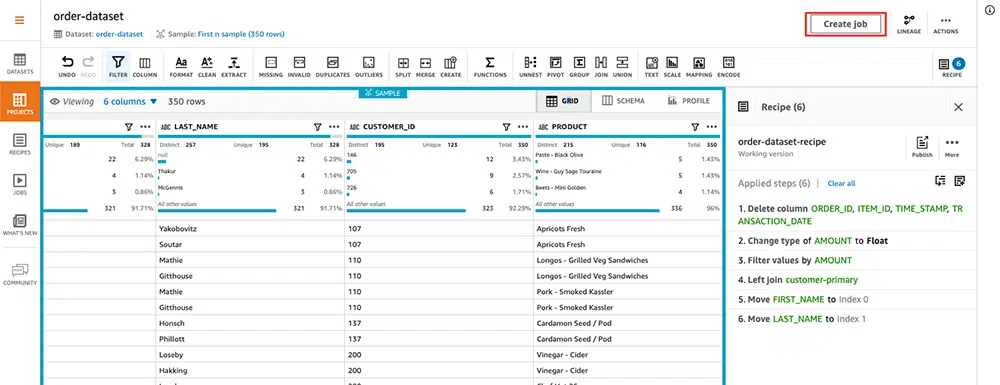 order-dataset
Dataset: order-dataset Sample: First n sample (350 rows)
Create job
LINEAGE
ACTIONS
DATASETS
PROJECTS
RECIPES
JOBS
WHAT'S NEW
COMMUNITY
UNDO REDO FILTER COLUMN FORMAT CLEAN EXTRACT MISSING INVALID DUPLICATES OUTLIERS SPLIT MERGE CREATE FUNCTIONS UNNEST PIVOT GROUP JOIN UNION TEXT SCALE MAPPING ENCODE 6 RECIPE
SAMPLE
Viewing 6 columns 350 rows GRID SCHEMA PROFILE
ABC LAST_NAME ABC CUSTOMER_ID ABC PRODUCT
Unique 189 Total 328 Distinct 257 Unique 195 Total 328 Distinct 195 Unique 123 Total 350 Distinct 215 Unique 116 Total 350
22 6.29% null 22 6.29% 146 12 3.43% Paste - Black Olive 5 1.43%
4 1.14% Thakur 4 1.14% 705 9 2.57% Wine - Guy Sage Touraine 5 1.43%
3 0.86% McGennis 3 0.86% 726 6 1.71% Beets - Mini Golden 4 1.14%
321 91.71% All other values 321 91.71% All other values 323 92.29% All other values 336 96%
Yakobovitz 107 Apricots Fresh
Soutar 107 Apricots Fresh
Mathie 110 Longos - Grilled Veg Sandwiches
Gitthouse 110 Longos - Grilled Veg Sandwiches
Mathie 110 Pork - Smoked Kassler
Gitthouse 110 Pork - Smoked Kassler
Honsch 137 Cardamon Seed / Pod
Phillott 137 Cardamon Seed / Pod
Loseby 200 Vinegar - Cider
Hakking 200 Vinegar - Cider
Recipe (6)
order-dataset-recipe
Working version
Publish
More
Applied steps (6) Clear all
1. Delete column ORDER_ID, ITEM_ID, TIME_STAMP, TR
ANSACTION_DATE
2. Change type of AMOUNT to Float
3. Filter values by AMOUNT
4. Left join customer-primary
5. Move FIRST_NAME to Index 0
6. Move LAST_NAME to Index 1